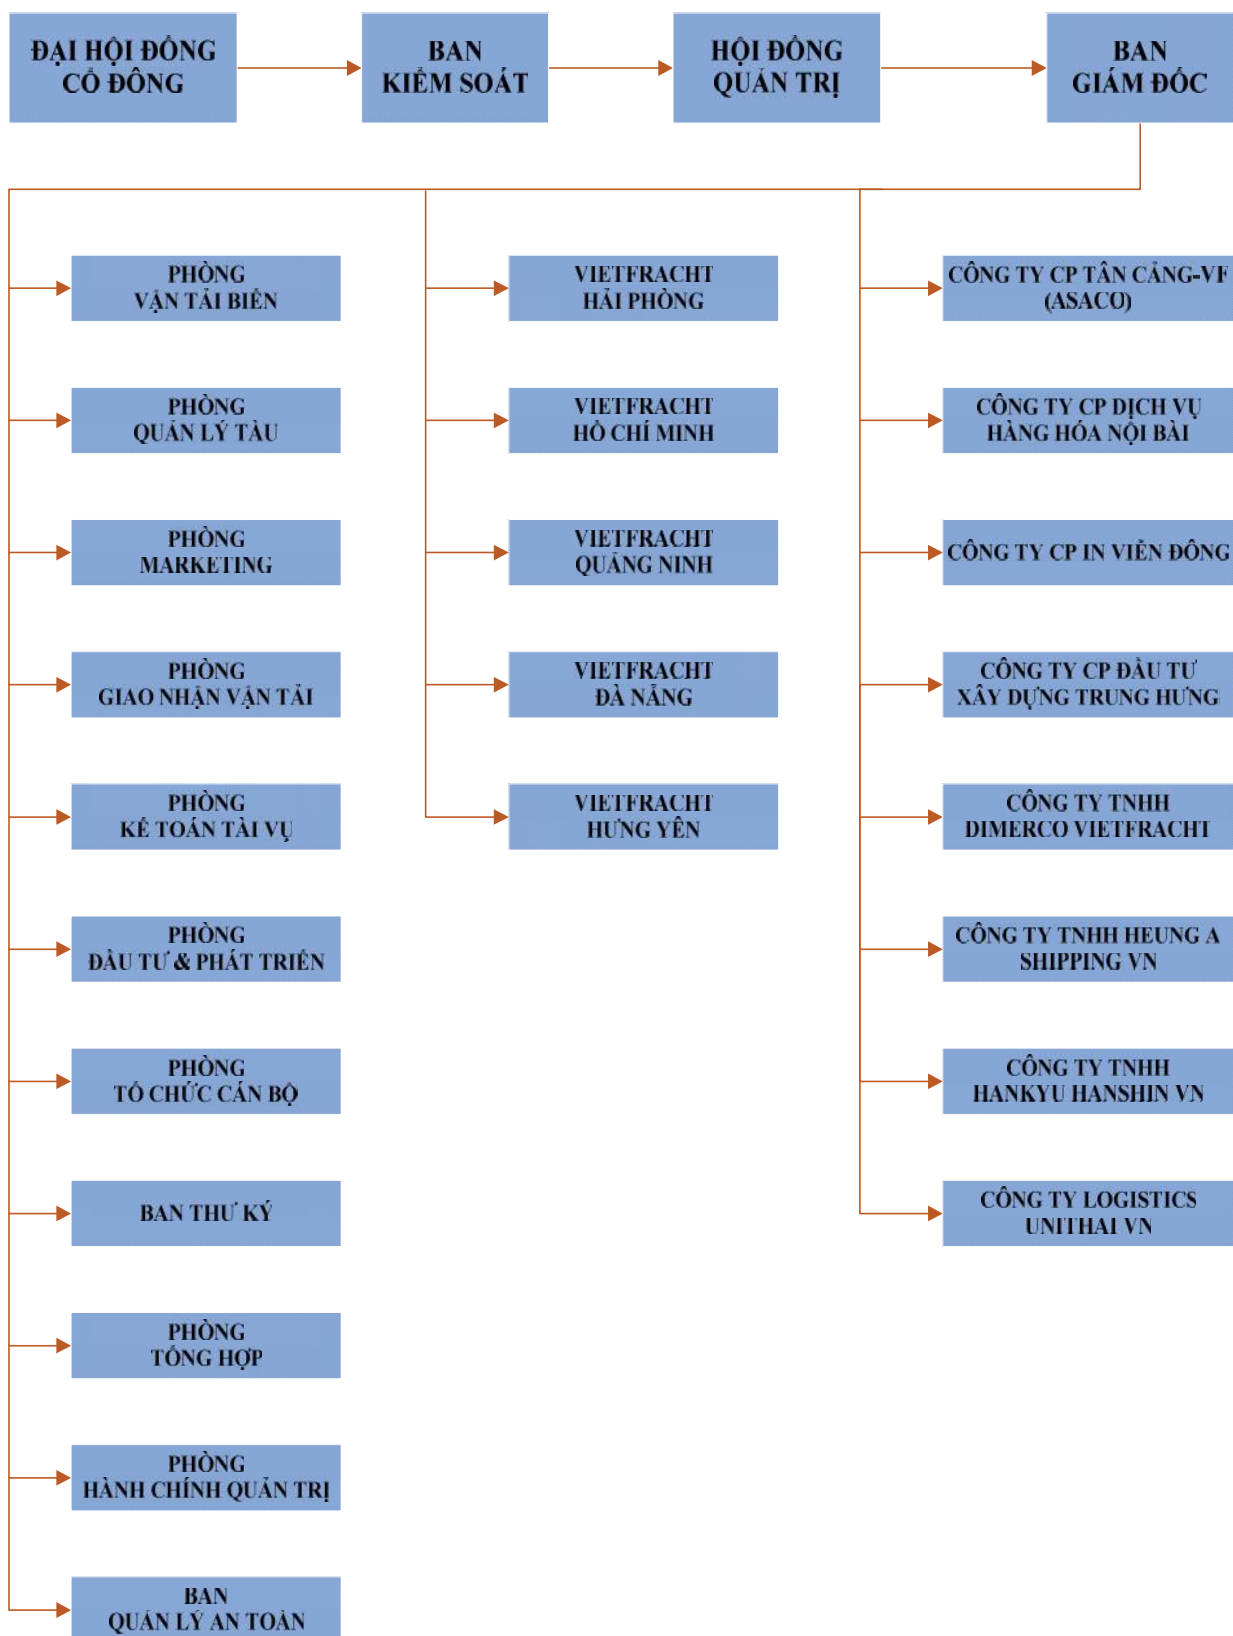 ĐẠI HỘI ĐỒNG
CỔ ĐÔNG
BAN
KIỂM SOÁT
HỘI ĐỒNG
QUẢN TRỊ
BAN
GIÁM ĐỐC
PHÒNG
VẬN TẢI BIỂN
PHÒNG
QUẢN LÝ TÀU
PHÒNG
MARKETING
PHÒNG
GIAO NHẬN VẬN TẢI
PHÒNG
KẾ TOÁN TÀI VỤ
PHÒNG
ĐẦU TƯ & PHÁT TRIỂN
PHÒNG
TỔ CHỨC CÁN BỘ
BAN THƯ KÝ
PHÒNG
TỔNG HỢP
PHÒNG
HÀNH CHÍNH QUẢN TRỊ
BAN
QUẢN LÝ AN TOÀN
VIETFRACHT
HẢI PHÒNG
VIETFRACHT
HỒ CHÍ MINH
VIETFRACHT
QUẢNG NINH
VIETFRACHT
ĐÀ NẴNG
VIETFRACHT
HƯNG YÊN
CÔNG TY CP TÂN CẢNG-VF
(ASACO)
CÔNG TY CP DỊCH VỤ
HÀNG HÓA NỘI BÀI
CÔNG TY CP IN VIỄN ĐÔNG
CÔNG TY CP ĐẦU TƯ
XÂY DỰNG TRUNG HƯNG
CÔNG TY TNHH
DIMERCO VIETFRACHT
CÔNG TY TNHH HEUNG A
SHIPPING VN
CÔNG TY TNHH
HANKYU HANSHIN VN
CÔNG TY LOGISTICS
UNITHAI VN